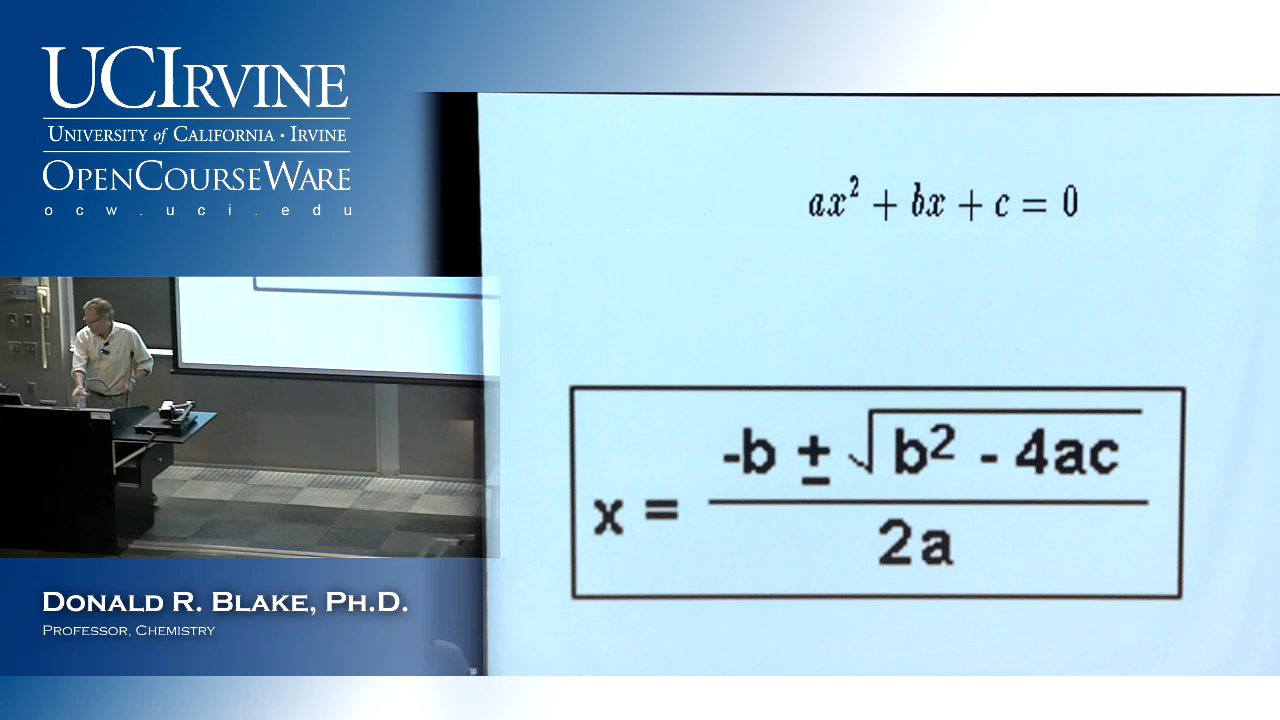 UCIRVINE
UNIVERSITY of CALIFORNIA · IRVINE
OPENCOURSEWARE
ocw.uci.edu
ax² + bx + c = 0
x = (-b ± √(b² - 4ac)) / 2a
DONALD R. BLAKE, PH.D.
PROFESSOR, CHEMISTRY